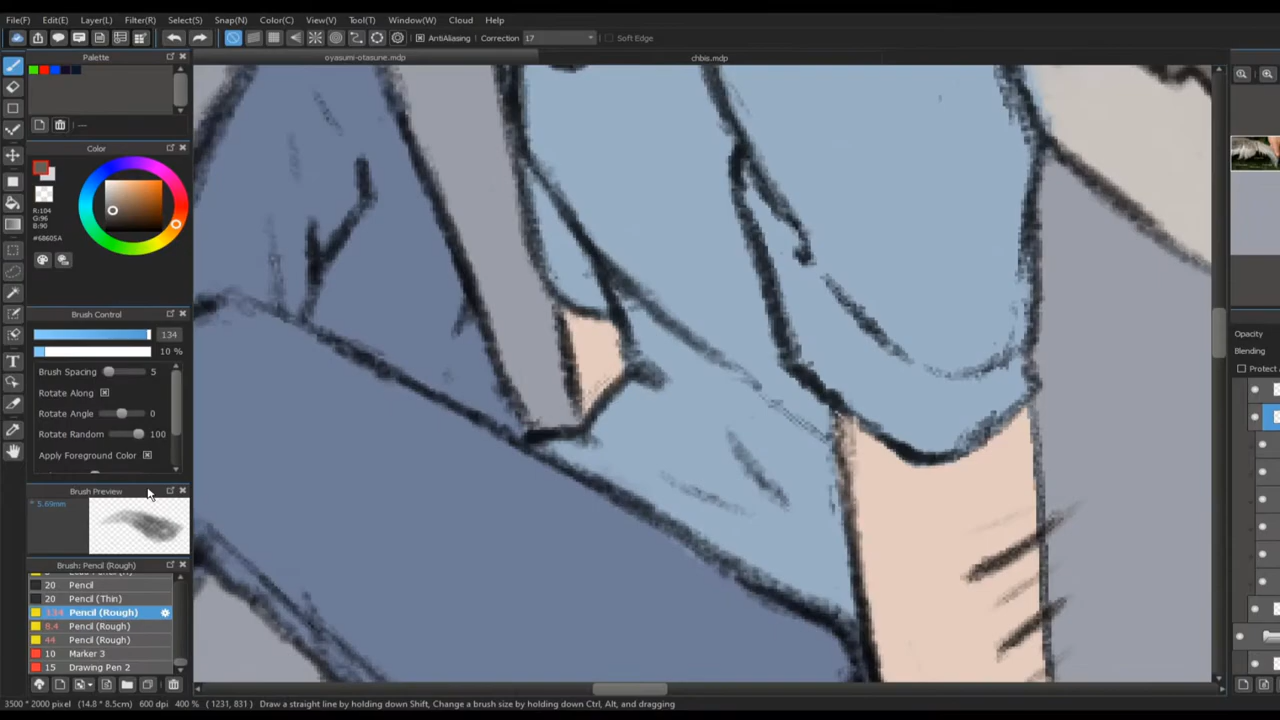 File(F) Edit(E) Layer(L) Filter(R) Select(S) Snap(N) Color(C) View(V) Tool(T) Window(W) Cloud Help
AntiAliasing Correction 17 Soft Edge
Palette
oyasumi-otasune.mdp
chbis.mdp
---
Color
R:104
G:96
B:90
#68605A
Brush Control
134
10 %
Brush Spacing 5
Rotate Along
Rotate Angle 0
Rotate Random 100
Apply Foreground Color
Opacity
Blending
Protect
Brush Preview
* 5.69mm
Brush: Pencil (Rough)
20 Pencil
20 Pencil (Thin)
134 Pencil (Rough)
8.4 Pencil (Rough)
44 Pencil (Rough)
10 Marker 3
15 Drawing Pen 2
3500 * 2000 pixel (14.8 * 8.5cm) 600 dpi 400 % ( 1231, 831 ) Draw a straight line by holding down Shift, Change a brush size by holding down Ctrl, Alt, and dragging